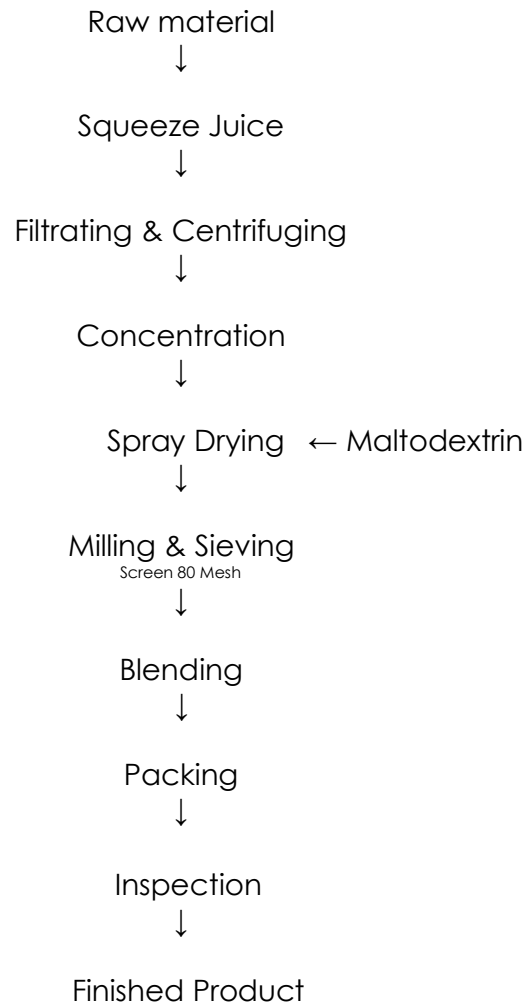 Raw material
↓
Squeeze Juice
↓
Filtrating & Centrifuging
↓
Concentration
↓
Spray Drying ← Maltodextrin
↓
Milling & Sieving
Screen 80 Mesh
↓
Blending
↓
Packing
↓
Inspection
↓
Finished Product